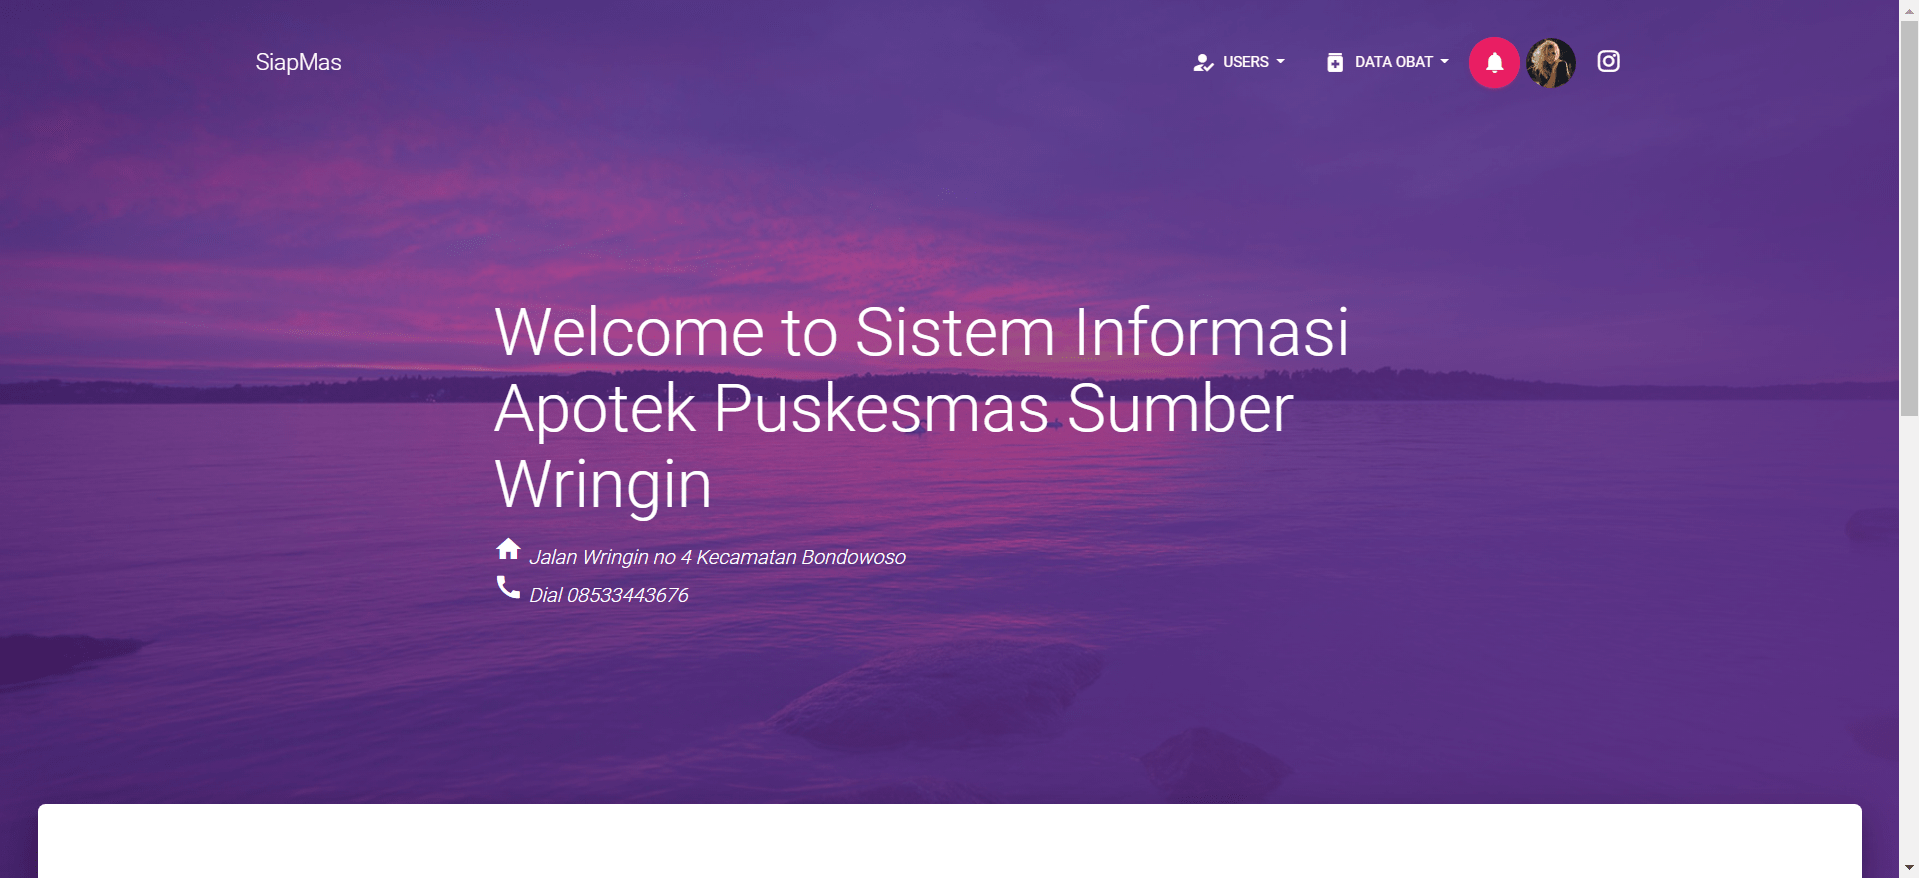 SiapMas
USERS
DATA OBAT
Welcome to Sistem Informasi
Apotek Puskesmas Sumber
Wringin
Jalan Wringin no 4 Kecamatan Bondowoso
Dial 08533443676